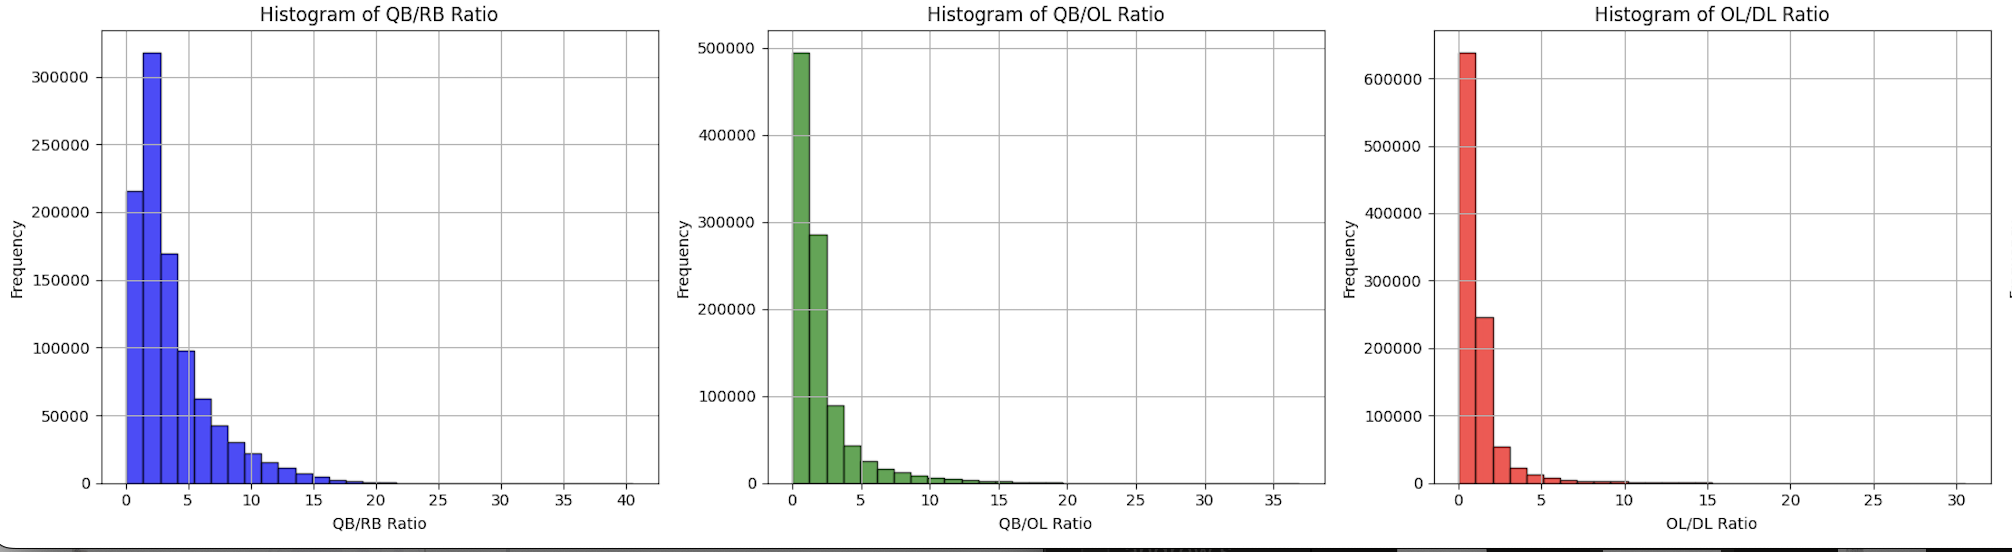 Histogram of QB/RB Ratio
300000
250000
200000
150000
100000
50000
0
Frequency
0 5 10 15 20 25 30 35 40
QB/RB Ratio
Histogram of QB/OL Ratio
500000
400000
300000
200000
100000
0
Frequency
0 5 10 15 20 25 30 35
QB/OL Ratio
Histogram of OL/DL Ratio
600000
500000
400000
300000
200000
100000
0
Frequency
0 5 10 15 20 25 30
OL/DL Ratio